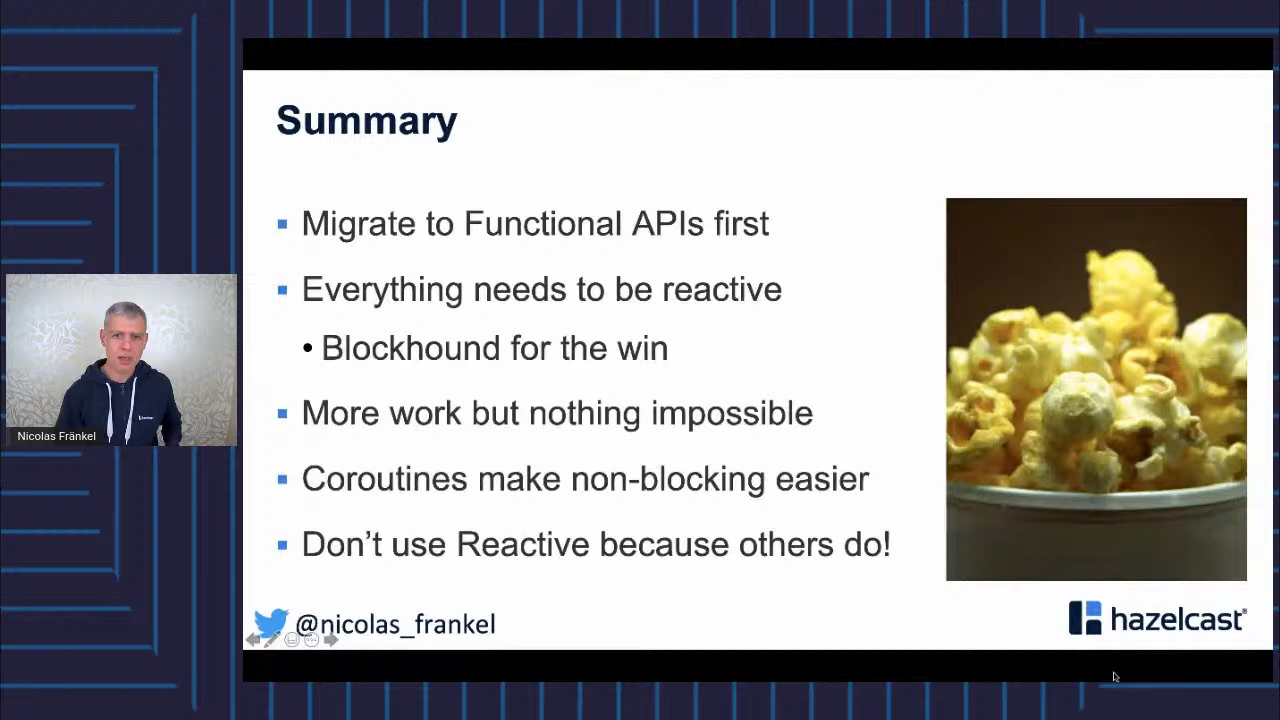 Summary
Migrate to Functional APIs first
Everything needs to be reactive
Blockhound for the win
More work but nothing impossible
Coroutines make non-blocking easier
Don't use Reactive because others do!
Nicolas Fränkel
@nicolas_frankel
hazelcast